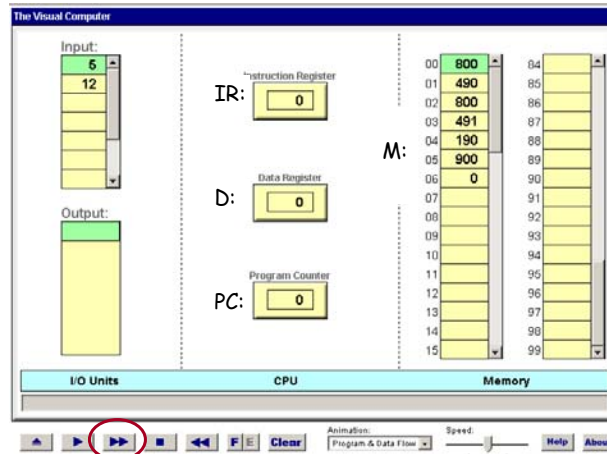 The Visual Computer
Input:
5
12
Output:
Instruction Register
IR: 0
Data Register
D: 0
Program Counter
PC: 0
M:
00 800 84
01 490 85
02 800 86
03 491 87
04 190 88
05 900 89
06 0 90
07 91
08 92
09 93
10 94
11 95
12 96
13 97
14 98
15 99
I/O Units CPU Memory
F E Clear
Animation:
Program & Data Flow
Speed:
Help Abou